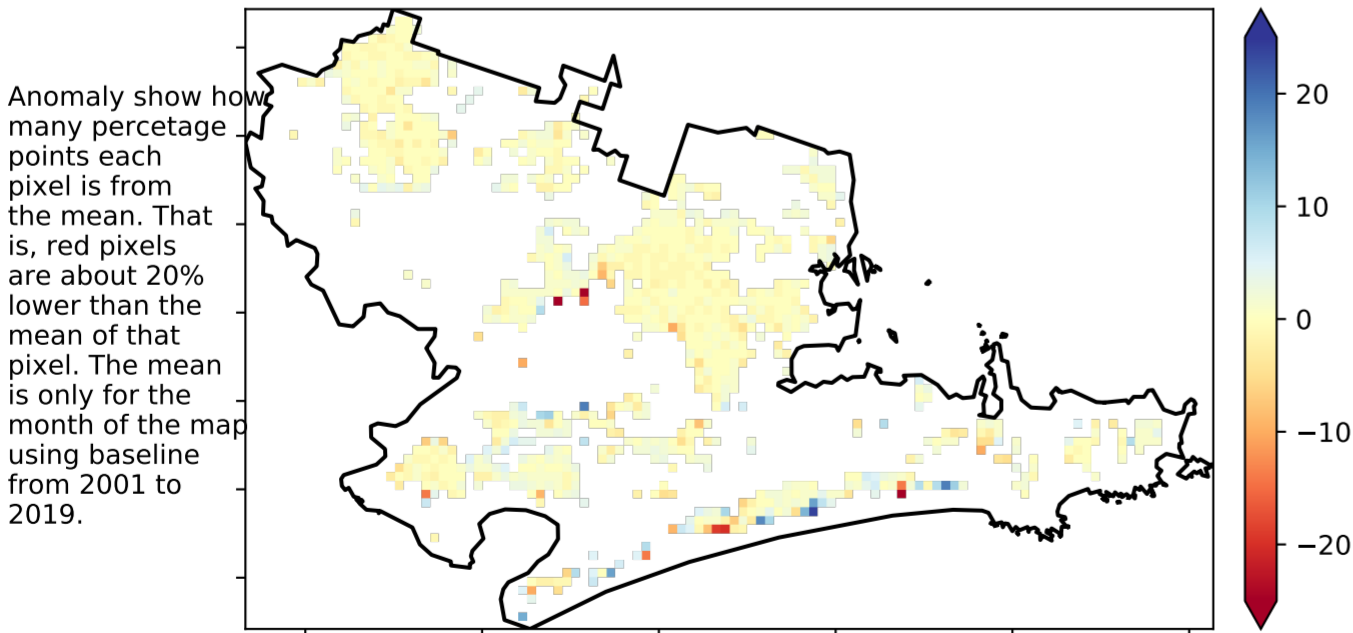 Anomaly show how
many percetage
points each
pixel is from
the mean. That
is, red pixels
are about 20%
lower than the
mean of that
pixel. The mean
is only for the
month of the map
using baseline
from 2001 to
2019.
20
10
0
−10
−20